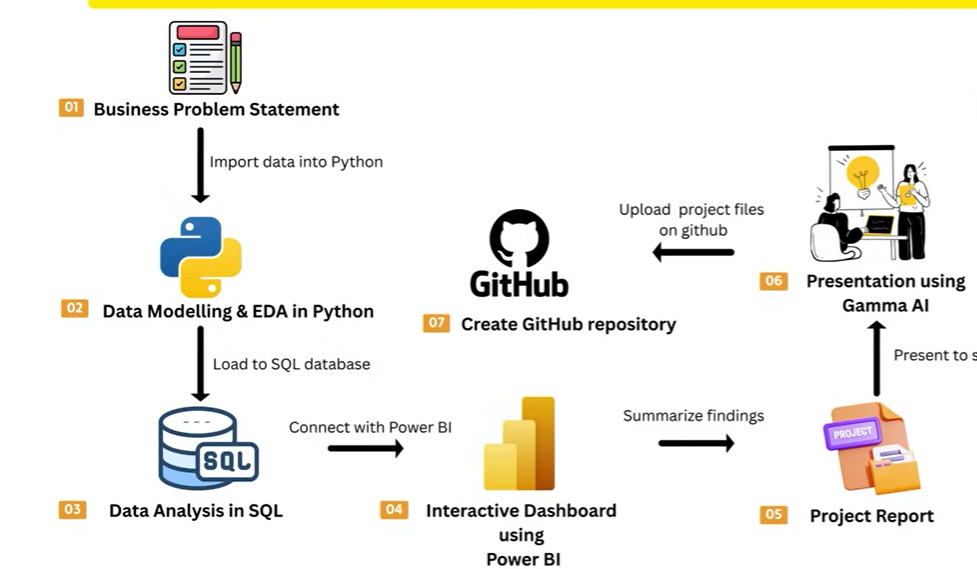 01 Business Problem Statement
Import data into Python
02 Data Modelling & EDA in Python
Load to SQL database
SQL
03 Data Analysis in SQL
Connect with Power BI
04 Interactive Dashboard
using
Power BI
Summarize findings
PROJECT
05 Project Report
Present to s
06 Presentation using
Gamma AI
Upload project files
on github
GitHub
07 Create GitHub repository